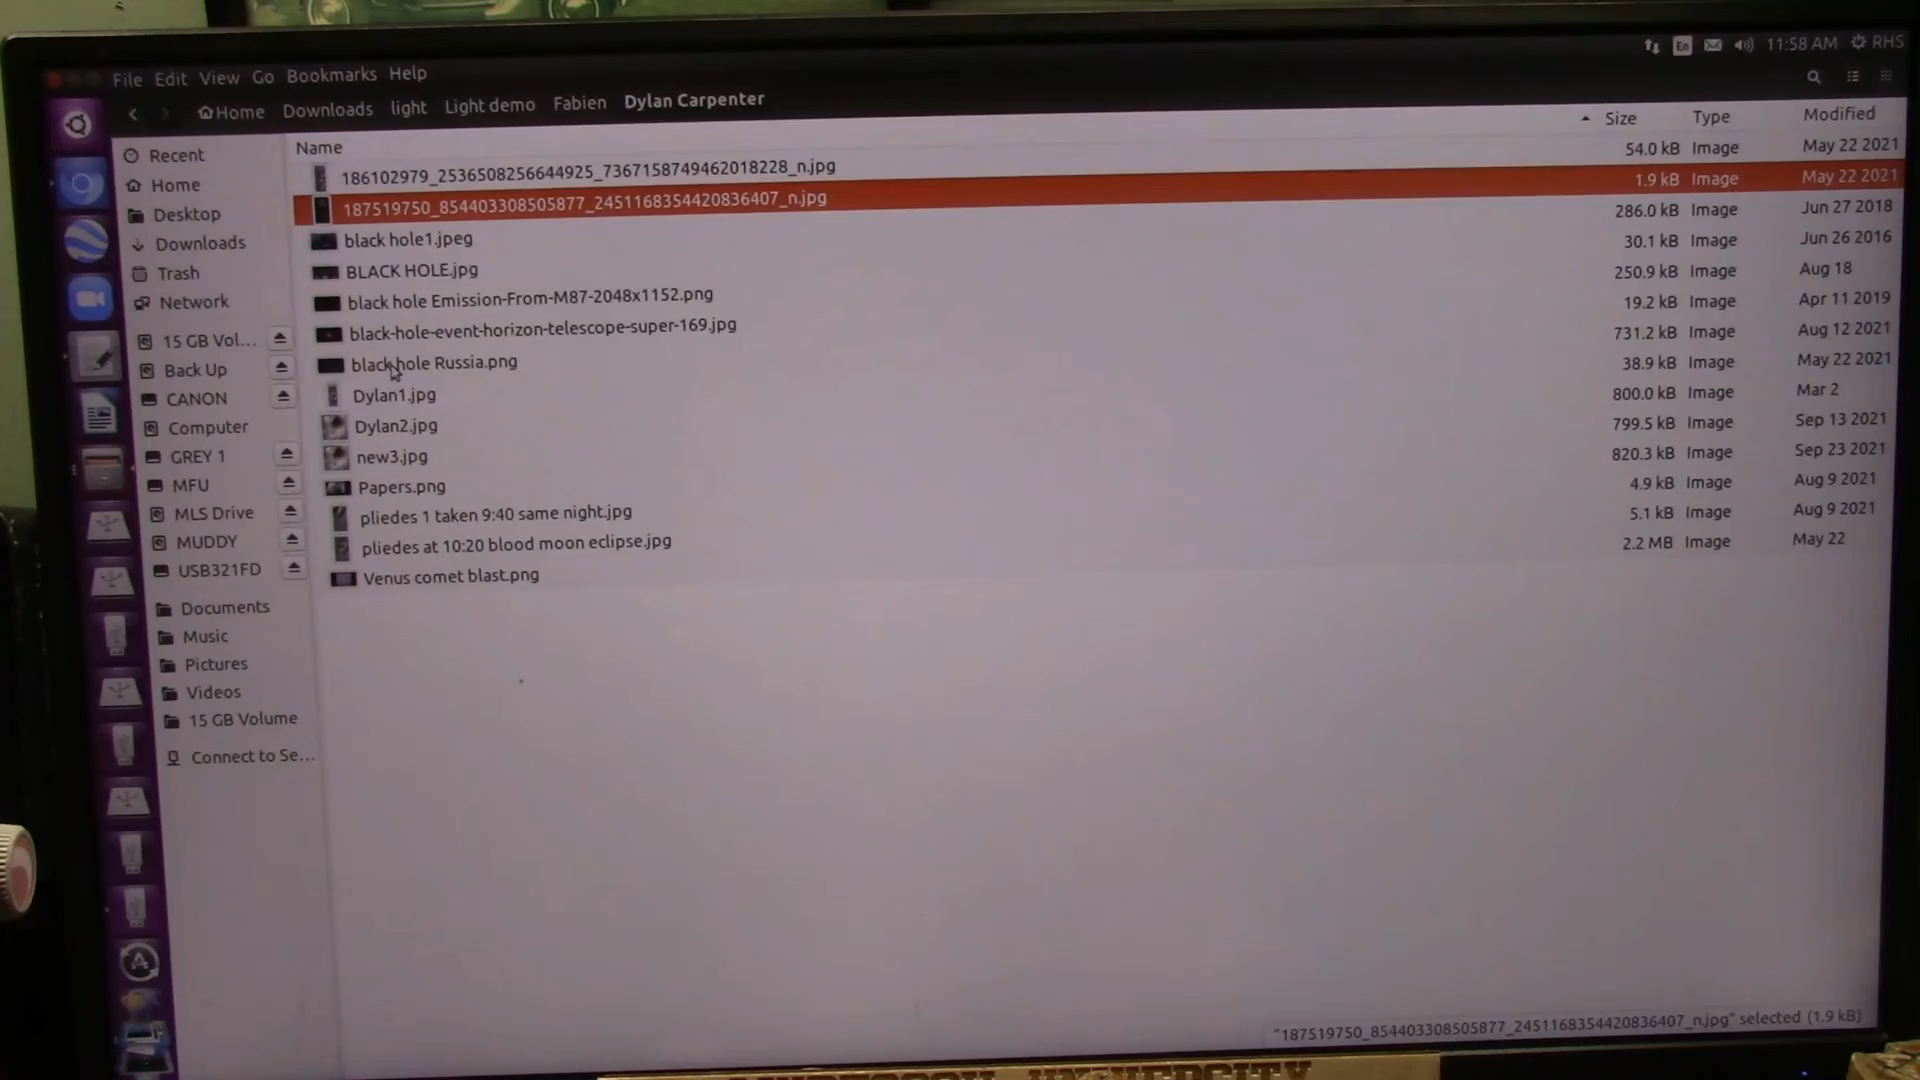 11:58 AM RHS
En
File Edit View Go Bookmarks Help
Home Downloads light Light demo Fabien Dylan Carpenter
Name Size Type Modified
186102979_2536508256644925_7367158749462018228_n.jpg 54.0 kB Image May 22 2021
187519750_854403308505877_2451168354420836407_n.jpg 1.9 kB Image May 22 2021
black hole1.jpeg 286.0 kB Image Jun 27 2018
BLACK HOLE.jpg 30.1 kB Image Jun 26 2016
black hole Emission-From-M87-2048x1152.png 250.9 kB Image Aug 18
black-hole-event-horizon-telescope-super-169.jpg 19.2 kB Image Apr 11 2019
black hole Russia.png 731.2 kB Image Aug 12 2021
Dylan1.jpg 38.9 kB Image May 22 2021
Dylan2.jpg 800.0 kB Image Mar 2
new3.jpg 799.5 kB Image Sep 13 2021
Papers.png 820.3 kB Image Sep 23 2021
pliedes 1 taken 9:40 same night.jpg 4.9 kB Image Aug 9 2021
pliedes at 10:20 blood moon eclipse.jpg 5.1 kB Image Aug 9 2021
Venus comet blast.png 2.2 MB Image May 22
Recent
Home
Desktop
Downloads
Trash
Network
15 GB Vol...
Back Up
CANON
Computer
GREY 1
MFU
MLS Drive
MUDDY
USB321FD
Documents
Music
Pictures
Videos
15 GB Volume
Connect to Se...
"187519750_854403308505877_2451168354420836407_n.jpg" selected (1.9 kB)